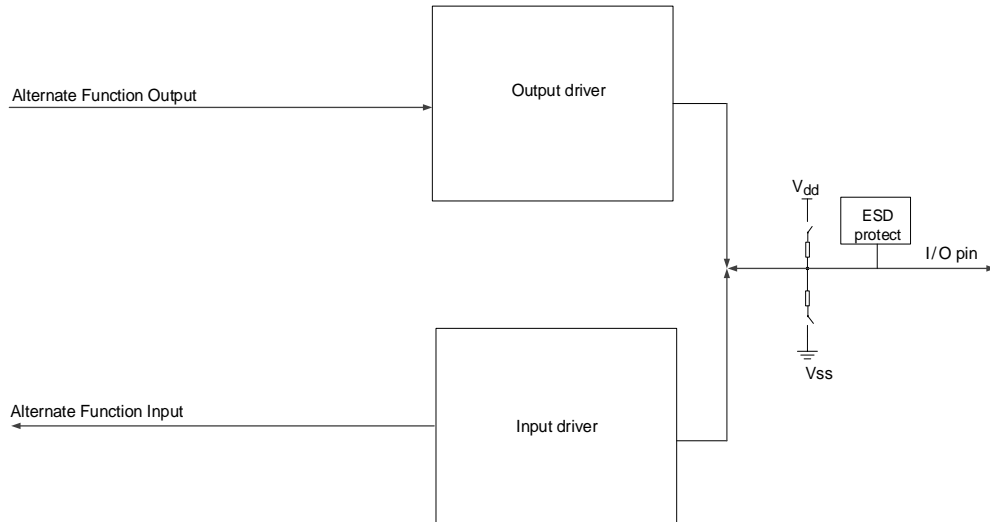 Alternate Function Output
Output driver
Vdd
ESD
protect
I/O pin
Vss
Alternate Function Input
Input driver